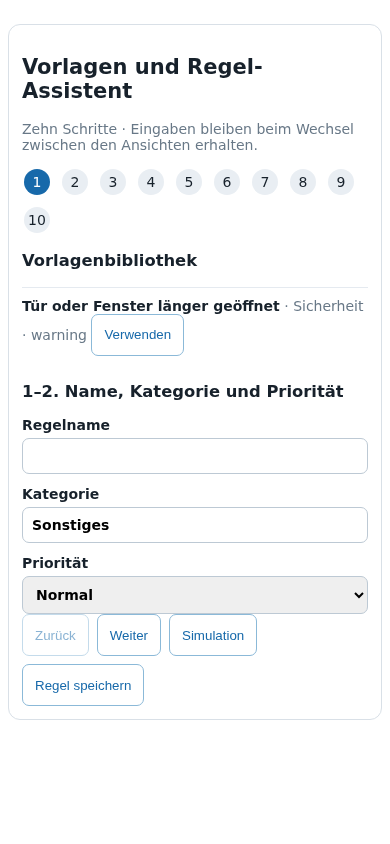 Vorlagen und Regel-
Assistent
Zehn Schritte · Eingaben bleiben beim Wechsel
zwischen den Ansichten erhalten.
1 2 3 4 5 6 7 8 9
10
Vorlagenbibliothek
Tür oder Fenster länger geöffnet · Sicherheit
· warning Verwenden
1–2. Name, Kategorie und Priorität
Regelname
Kategorie
Sonstiges
Priorität
Normal
Zurück Weiter Simulation
Regel speichern